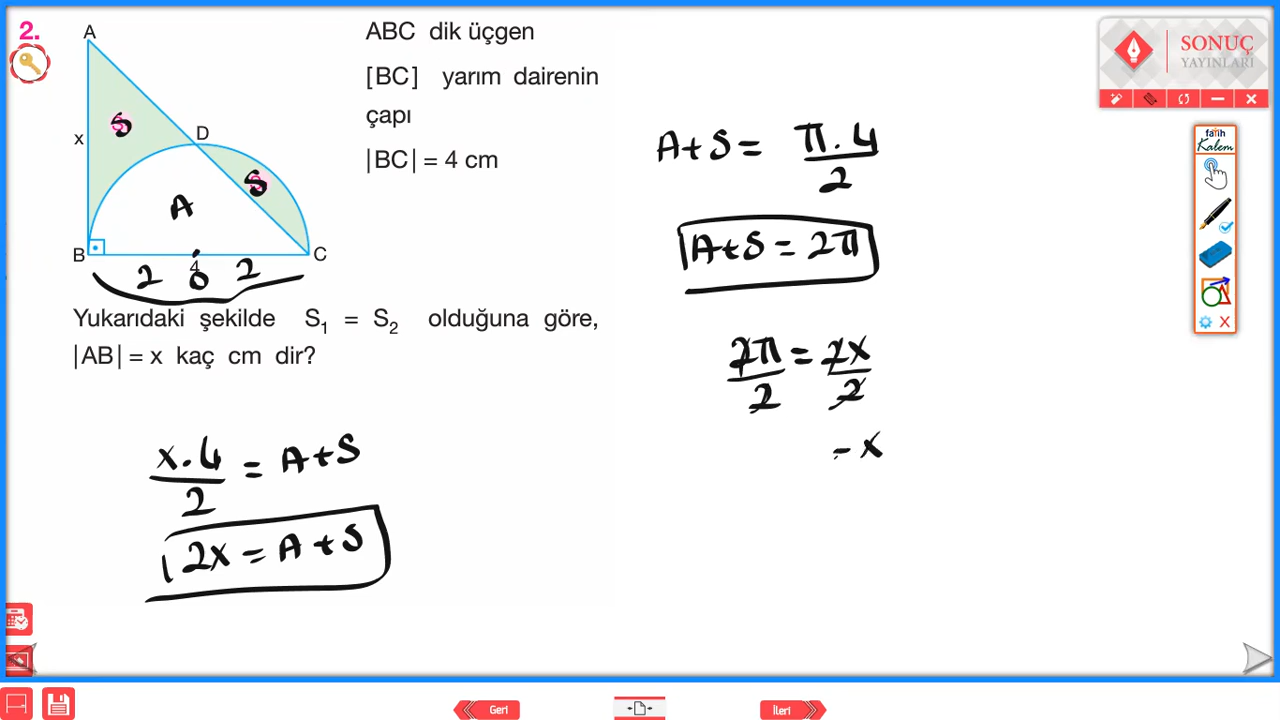 2.
A
x
S
D
S
A
B
C
4
2 O 2
ABC dik üçgen
[BC] yarım dairenin
çapı
|BC| = 4 cm
Yukarıdaki şekilde S₁ = S₂ olduğuna göre,
|AB| = x kaç cm dir?
x.4/2 = A+S
2x = A+S
A+S = π.4/2
A+S = 2π
2π/2 = 2x/2
= x
SONUÇ
YAYINLARI
fatih
Kalem
Geri
İleri